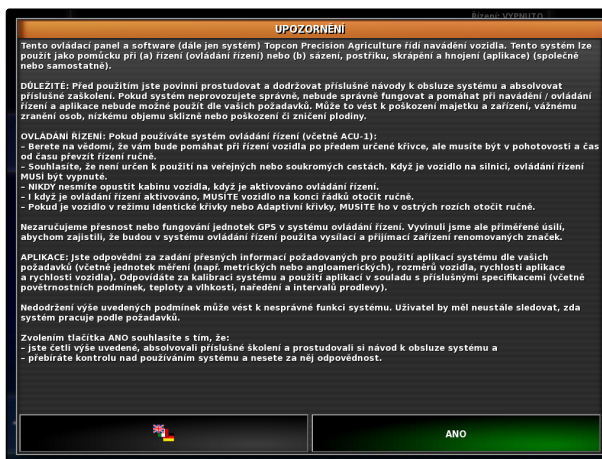 Řízení: VYPNUTO
UPOZORNĚNÍ
Tento ovládací panel a software (dále jen systém) Topcon Precision Agriculture řídí navádění vozidla. Tento systém lze
použít jako pomůcku při (a) řízení (ovládání řízení) nebo (b) sázení, postřiku, skrápění a hnojení (aplikace) (společně
nebo samostatně).
DŮLEŽITÉ: Před použitím jste povinni prostudovat a dodržovat příslušné návody k obsluze systému a absolvovat
příslušné zaškolení. Pokud systém neprovozujete správně, nebude správně fungovat a pomáhat při navádění / ovládání
řízení a aplikace nebude možné použít dle vašich požadavků. Může to vést k poškození majetku a zařízení, vážnému
zranění osob, nízkému objemu sklizně nebo poškození či zničení plodiny.
OVLÁDÁNÍ ŘÍZENÍ: Pokud používáte systém ovládání řízení (včetně ACU-1):
– Berete na vědomí, že vám bude pomáhat při řízení vozidla po předem určené křivce, ale musíte být v pohotovosti a čas
od času převzít řízení ručně.
– Souhlasíte, že není určen k použití na veřejných nebo soukromých cestách. Když je vozidlo na silnici, ovládání řízení
MUSÍ být vypnuté.
– NIKDY nesmíte opustit kabinu vozidla, když je aktivováno ovládání řízení.
– I když je ovládání řízení aktivováno, MUSÍTE vozidlo na konci řádků otočit ručně.
– Pokud je vozidlo v režimu Identické křivky nebo Adaptivní křivky, MUSÍTE ho v ostrých rozích otočit ručně.
Nezaručujeme přesnost nebo fungování jednotek GPS v systému ovládání řízení. Vyvinuli jsme ale přiměřené úsilí,
abychom zajistili, že budou v systému ovládání řízení použita vysílací a přijímací zařízení renomovaných značek.
APLIKACE: Jste odpovědni za zadání přesných informací požadovaných pro použití aplikací systému dle vašich
požadavků (včetně jednotek měření (např. metrických nebo angloamerických), rozměrů vozidla, rychlosti aplikace
a rychlosti vozidla). Odpovídáte za kalibraci systému a použití aplikací v souladu s příslušnými specifikacemi (včetně
povětrnostních podmínek, teploty a vlhkosti, naředění a intervalů prodlevy).
Nedodržení výše uvedených podmínek může vést k nesprávné funkci systému. Uživatel by měl neustále sledovat, zda
systém pracuje podle požadavků.
Zvolením tlačítka ANO souhlasíte s tím, že:
– jste četli výše uvedené, absolvovali příslušné školení a prostudovali si návod k obsluze systému a
– přebíráte kontrolu nad používáním systému a nesete za něj odpovědnost.
ANO